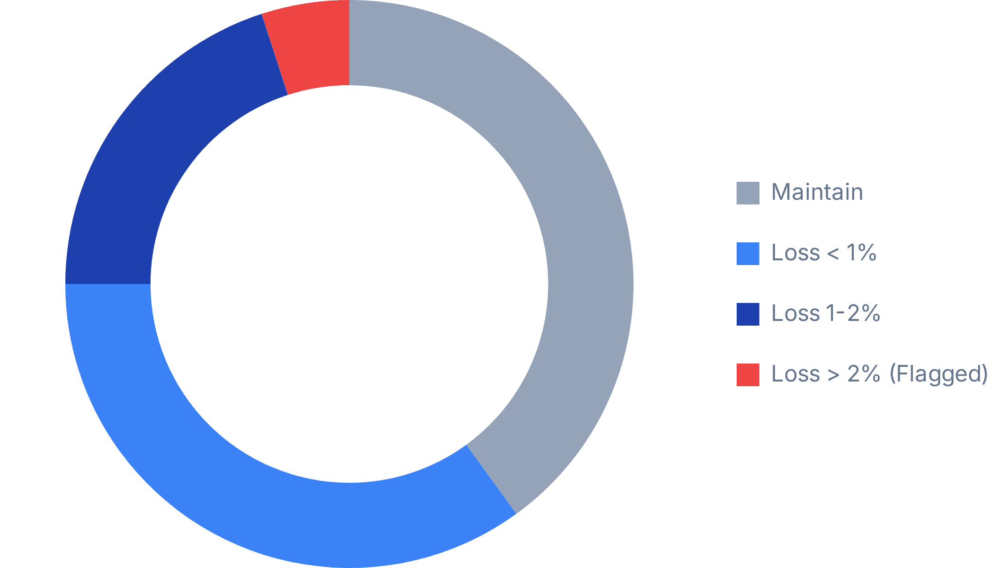 Maintain
Loss < 1%
Loss 1-2%
Loss > 2% (Flagged)